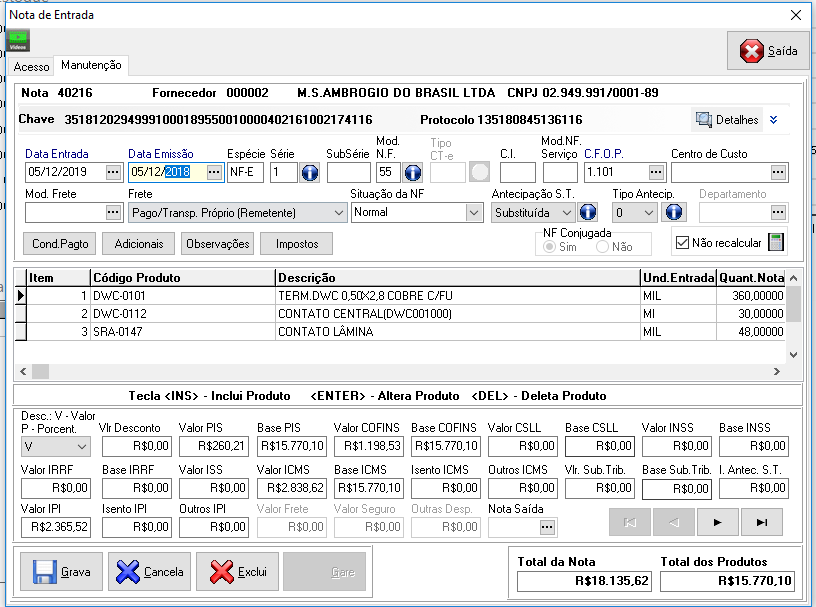 Nota de Entrada
Vídeos
Saída
Acesso Manutenção
Nota 40216 Fornecedor 000002 M.S.AMBROGIO DO BRASIL LTDA CNPJ 02.949.991/0001-89
Chave 35181202949991000189550010000402161002174116 Protocolo 135180845136116 Detalhes
Data Entrada Data Emissão Espécie Série SubSérie Mod. N.F. Tipo CT-e C.I. Mod.NF. Serviço C.F.O.P. Centro de Custo
05/12/2019 ... 05/12/2018 ... NF-E 1 55 1.101 ... ...
Mod. Frete Frete Situação da NF Antecipação S.T. Tipo Antecip. Departamento
... Pago/Transp. Próprio (Remetente) Normal Substituída 0 ...
Cond.Pagto Adicionais Observações Impostos NF Conjugada Sim Não Não recalcular
Item Código Produto Descrição Und.Entrada Quant.Nota
1 DWC-0101 TERM.DWC 0,50X2,8 COBRE C/FU MIL 360,00000
2 DWC-0112 CONTATO CENTRAL(DWC001000) MI 30,00000
3 SRA-0147 CONTATO LÂMINA MIL 48,00000
Tecla <INS> - Inclui Produto <ENTER> - Altera Produto <DEL> - Deleta Produto
Desc.: V - Valor
P - Porcent. Vlr Desconto Valor PIS Base PIS Valor COFINS Base COFINS Valor CSLL Base CSLL Valor INSS Base INSS
V R$0,00 R$260,21 R$15.770,10 R$1.198,53 R$15.770,10 R$0,00 R$0,00 R$0,00 R$0,00
Valor IRRF Base IRRF Valor ISS Valor ICMS Base ICMS Isento ICMS Outros ICMS Vlr. Sub.Trib. Base Sub.Trib. I. Antec. S.T.
R$0,00 R$0,00 R$0,00 R$2.838,62 R$15.770,10 R$0,00 R$0,00 R$0,00 R$0,00 R$0,00
Valor IPI Isento IPI Outros IPI Valor Frete Valor Seguro Outras Desp. Nota Saída
R$2.365,52 R$0,00 R$0,00 R$0,00 R$0,00 R$0,00 ...
Grava Cancela Exclui Gare
Total da Nota Total dos Produtos
R$18.135,62 R$15.770,10